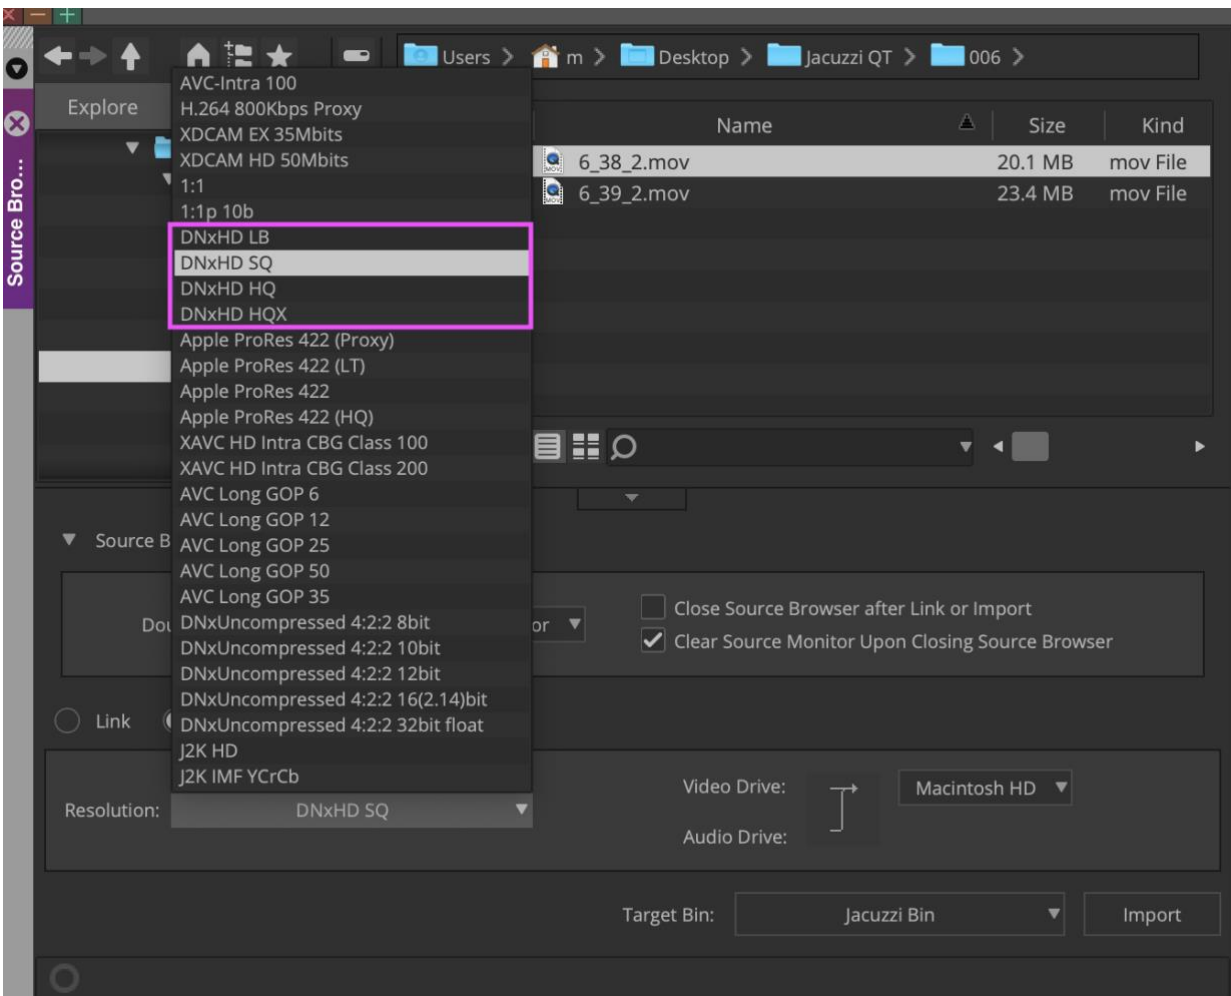 Users
m
Desktop
Jacuzzi QT
006
Explore
Source Bro...
Name
Size
Kind
6_38_2.mov
20.1 MB
mov File
6_39_2.mov
23.4 MB
mov File
AVC-Intra 100
H.264 800Kbps Proxy
XDCAM EX 35Mbits
XDCAM HD 50Mbits
1:1
1:1p 10b
DNxHD LB
DNxHD SQ
DNxHD HQ
DNxHD HQX
Apple ProRes 422 (Proxy)
Apple ProRes 422 (LT)
Apple ProRes 422
Apple ProRes 422 (HQ)
XAVC HD Intra CBG Class 100
XAVC HD Intra CBG Class 200
AVC Long GOP 6
AVC Long GOP 12
AVC Long GOP 25
AVC Long GOP 50
AVC Long GOP 35
DNxUncompressed 4:2:2 8bit
DNxUncompressed 4:2:2 10bit
DNxUncompressed 4:2:2 12bit
DNxUncompressed 4:2:2 16(2.14)bit
DNxUncompressed 4:2:2 32bit float
J2K HD
J2K IMF YCrCb
Source B
Dou
or
Close Source Browser after Link or Import
Clear Source Monitor Upon Closing Source Browser
Link
Resolution:
DNxHD SQ
Video Drive:
Macintosh HD
Audio Drive:
Target Bin:
Jacuzzi Bin
Import